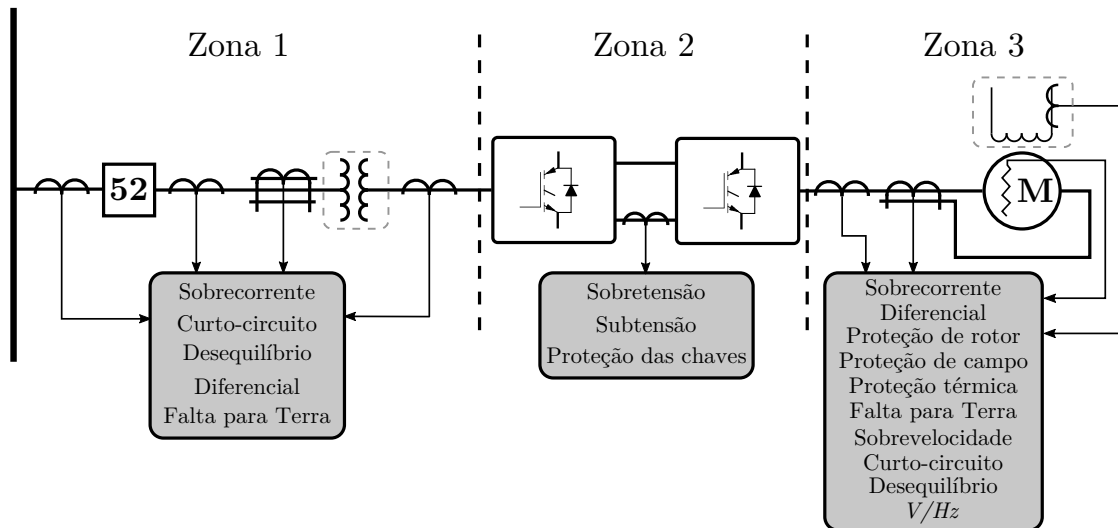 Zona 1
Zona 2
Zona 3
52
M
Sobrecorrente
Curto-circuito
Desequilíbrio
Diferencial
Falta para Terra
Sobretensão
Subtensão
Proteção das chaves
Sobrecorrente
Diferencial
Proteção de rotor
Proteção de campo
Proteção térmica
Falta para Terra
Sobrevelocidade
Curto-circuito
Desequilíbrio
V/Hz